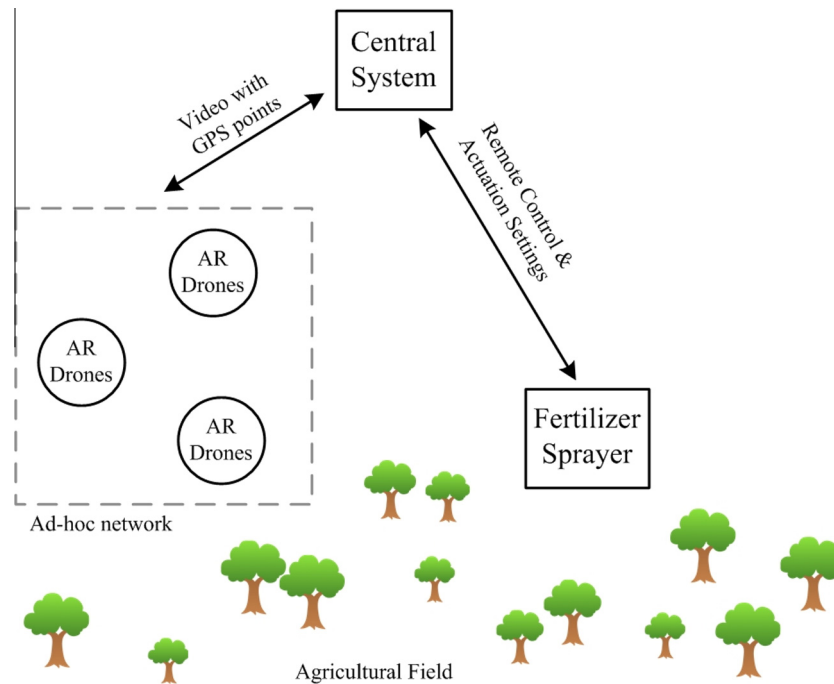 Central
System
Video with
GPS points
Remote Control &
Actuation Settings
AR
Drones
AR
Drones
AR
Drones
Fertilizer
Sprayer
Ad-hoc network
Agricultural Field